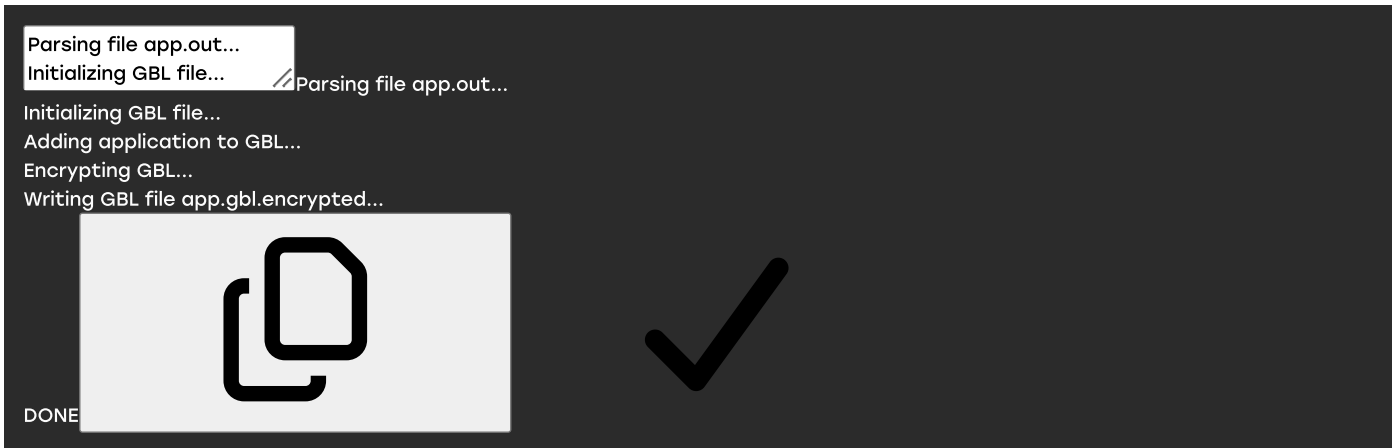 Parsing file app.out...
Initializing GBL file...
Parsing file app.out...
Initializing GBL file...
Adding application to GBL...
Encrypting GBL...
Writing GBL file app.gbl.encrypted...
DONE